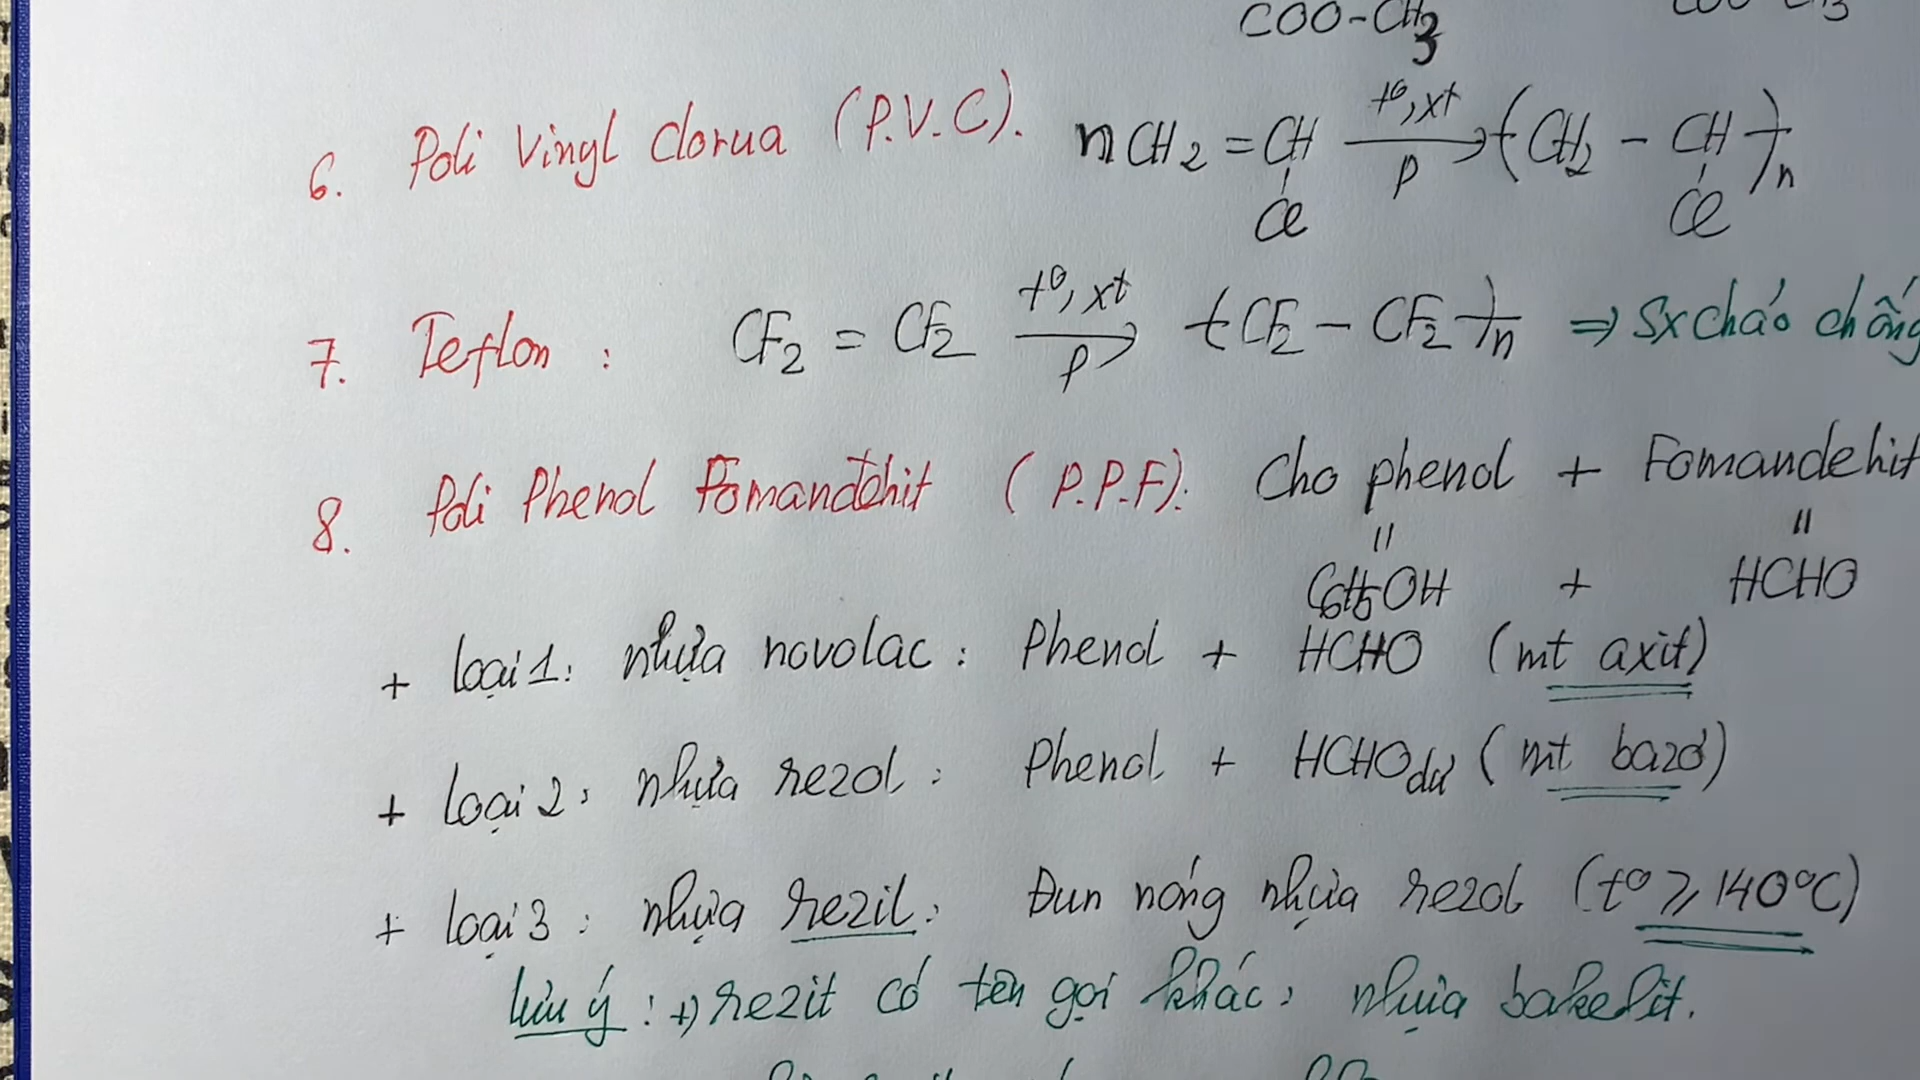 COO-CH3
6. Poli Vinyl Clorua (P.V.C). nCH2 = CH t°, xt → p (CH2 - CH)n
Cl Cl
7. Teflon : CF2 = CF2 t°, xt → p (CF2 - CF2)n ⇒ Sx chảo chống
8. Poli Phenol Fomanđêhit (P.P.F). Cho phenol + Fomandehit
C6H5OH + HCHO
+ loại 1: nhựa novolac : Phenol + HCHO (mt axit)
+ loại 2: nhựa rezol : Phenol + HCHO dư (mt bazơ)
+ loại 3 : nhựa rezil : Đun nóng nhựa rezol (t° ⩾ 140°C)
lưu ý : +) rezit có tên gọi khác : nhựa bakelit.